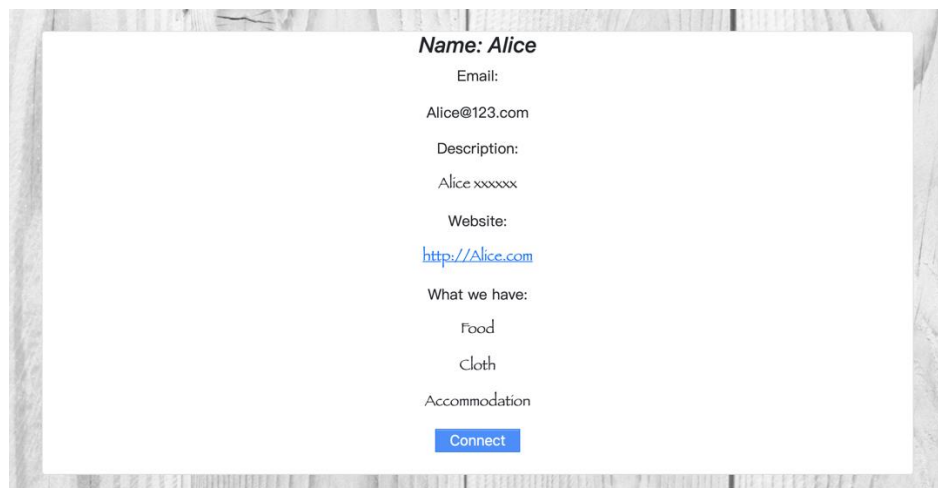 Name: Alice
Email:
Alice@123.com
Description:
Alice xxxxxx
Website:
http://Alice.com
What we have:
Food
Cloth
Accommodation
Connect